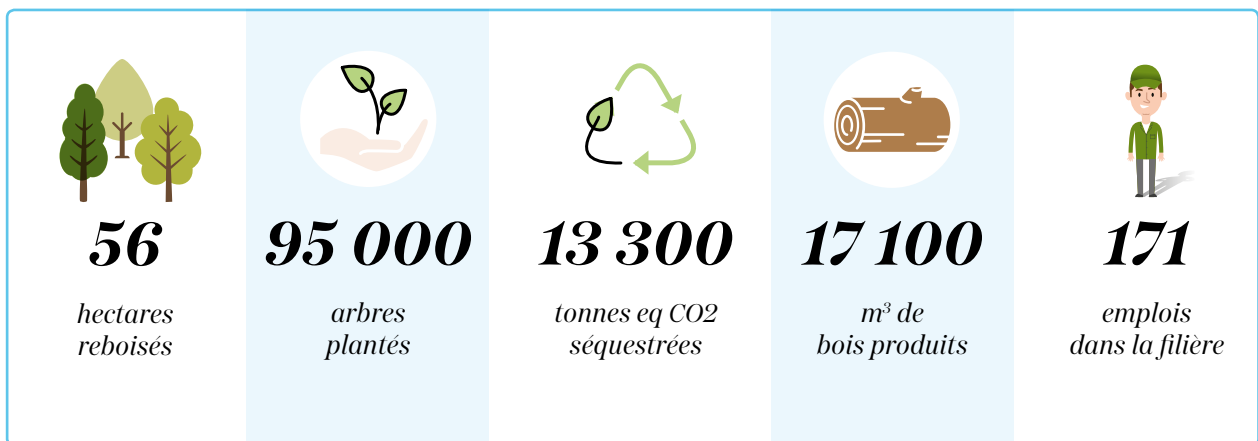 56
hectares
reboisés
95 000
arbres
plantés
13 300
tonnes eq CO2
séquestrées
17 100
m³ de
bois produits
171
emplois
dans la filière